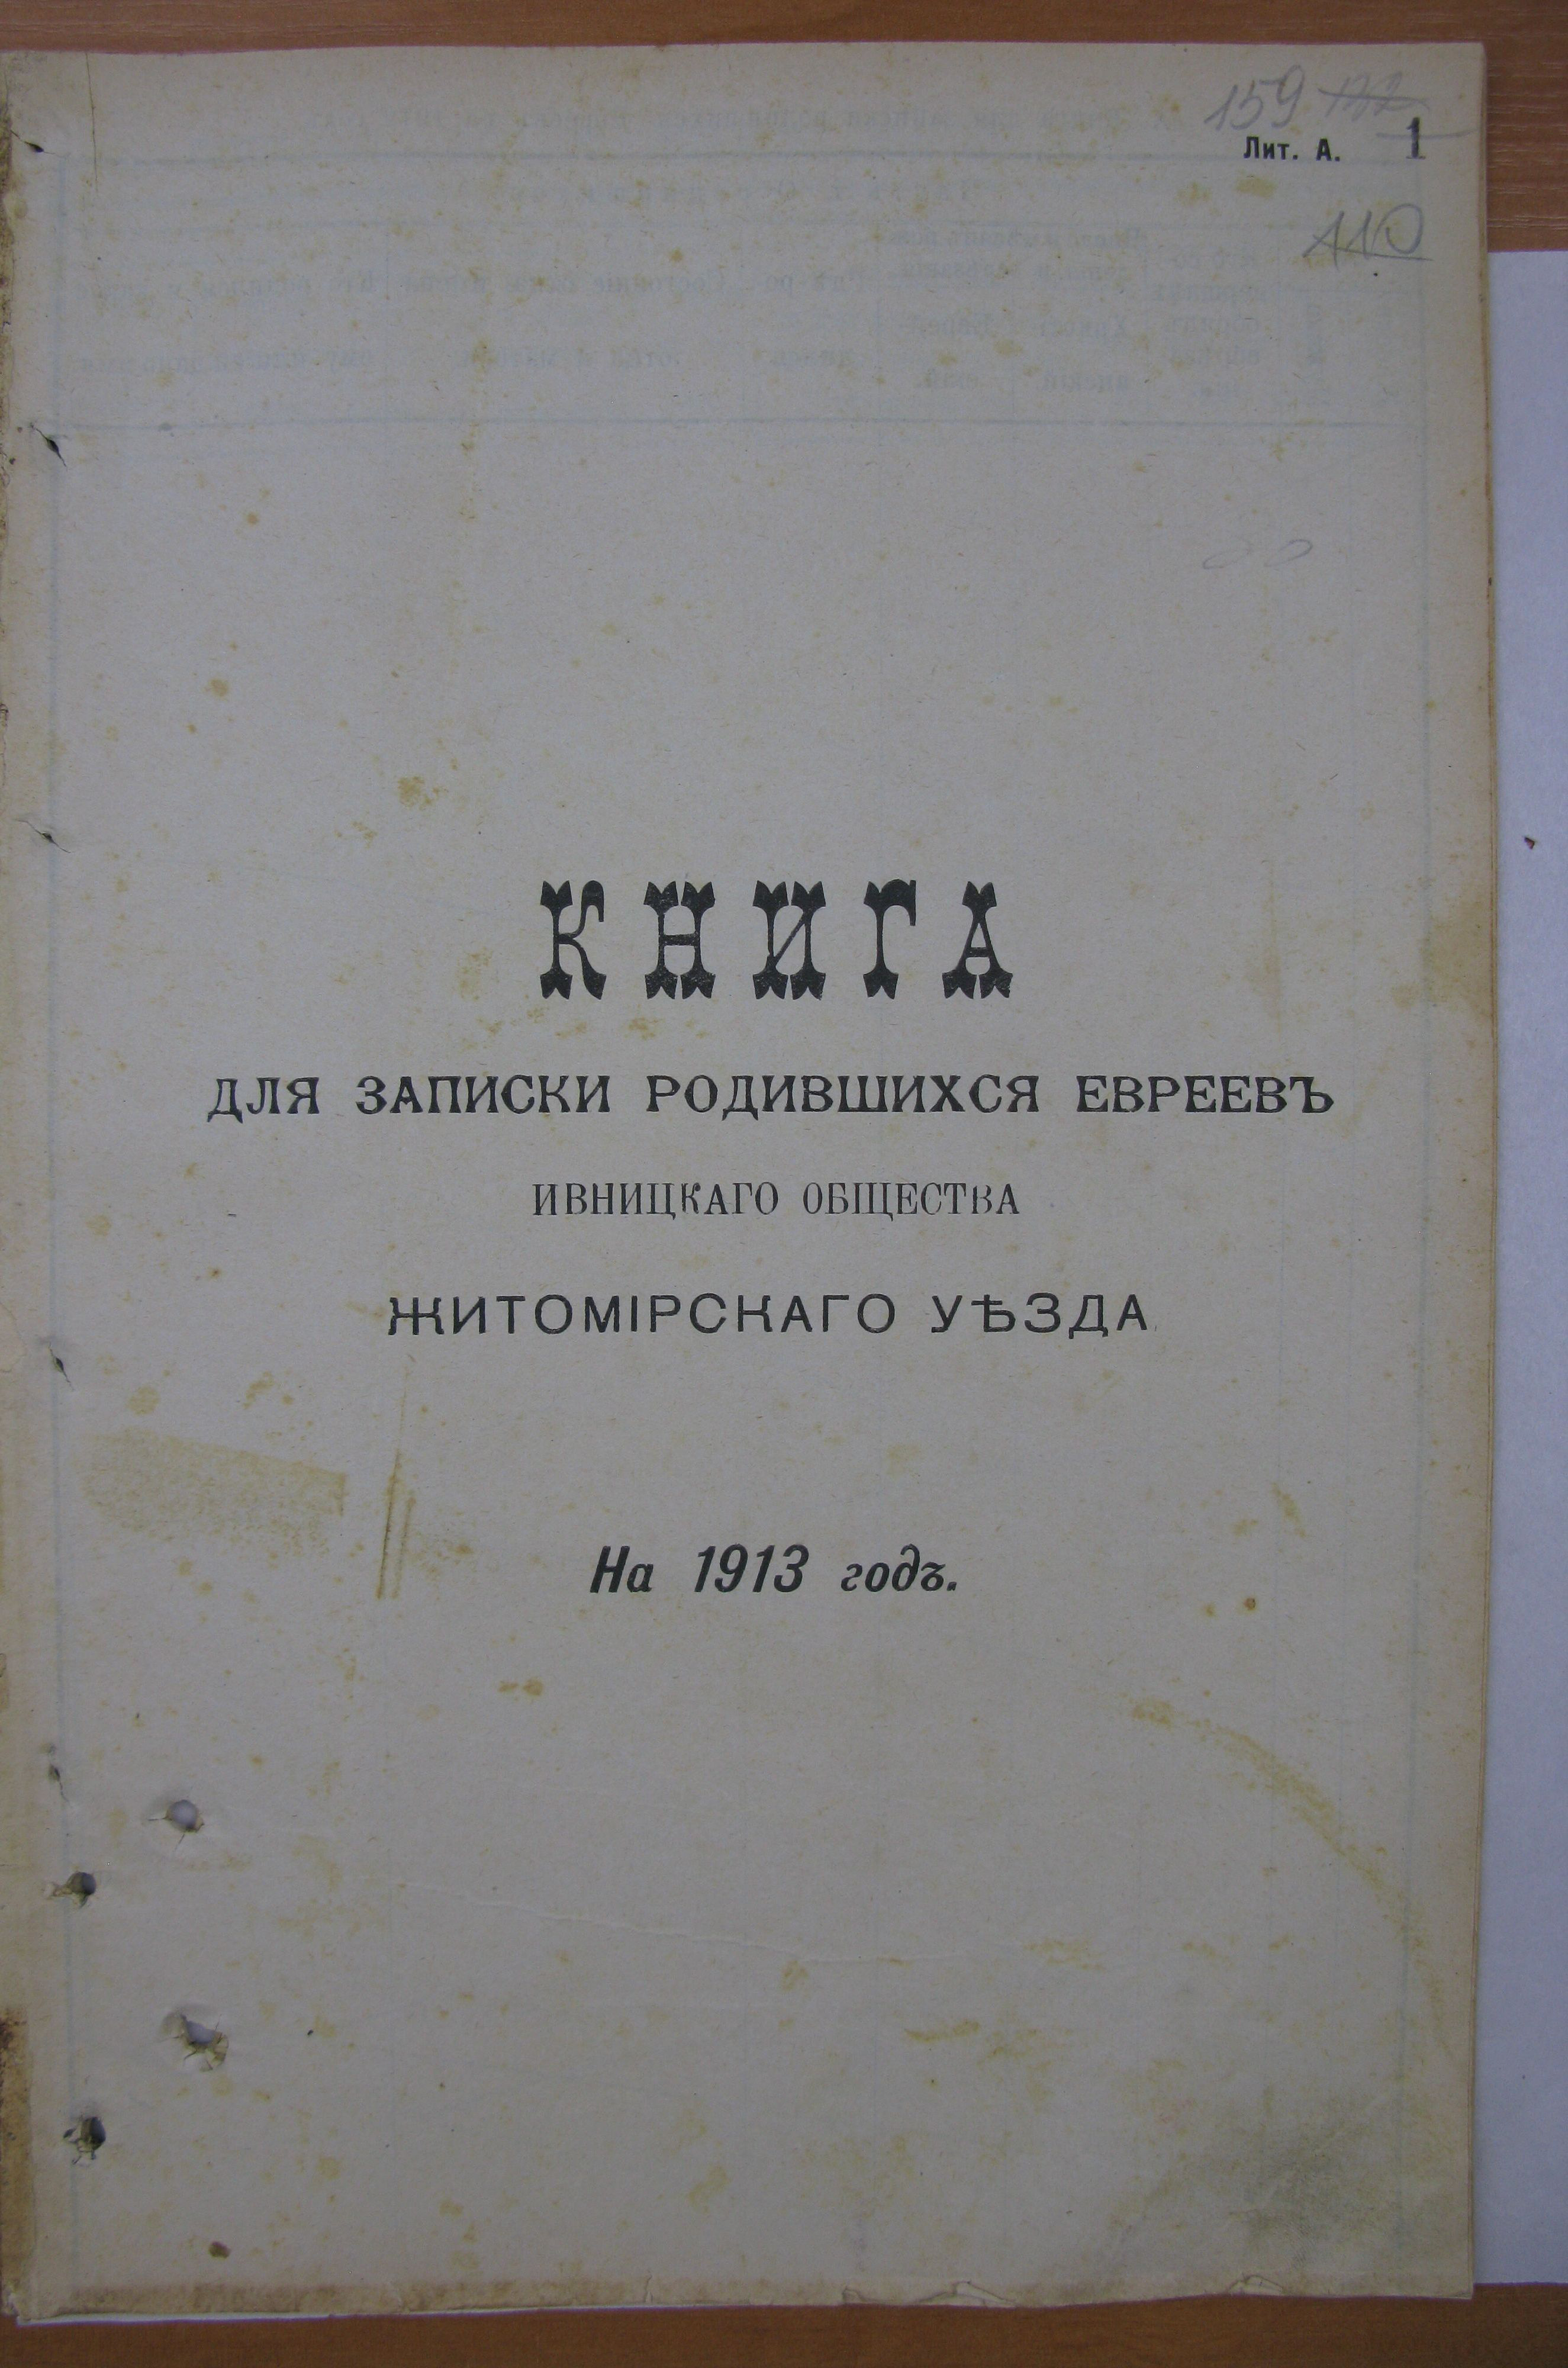 159
Лит. А. 1
110
КНИГА
ДЛЯ ЗАПИСКИ РОДИВШИХСЯ ЕВРЕЕВЪ
ИВНИЦКАГО ОБЩЕСТВА
ЖИТОМІРСКАГО УѢЗДА
На 1913 годъ.